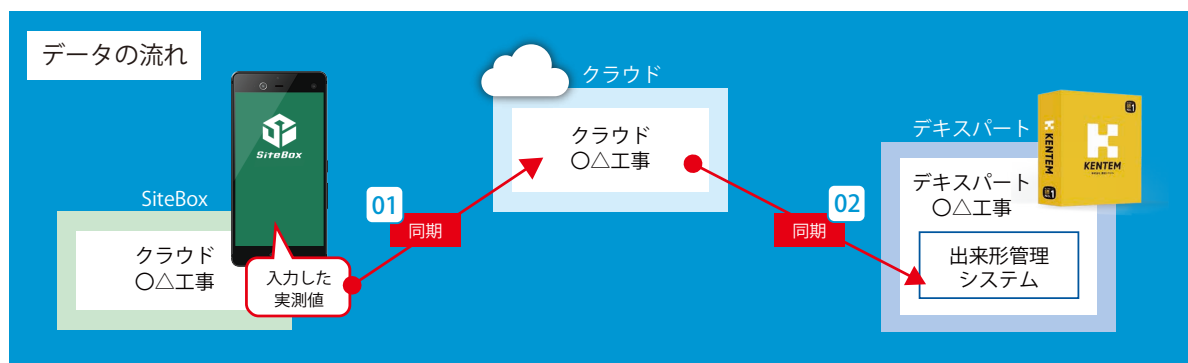 データの流れ
SiteBox
SiteBox
クラウド
〇△工事
入力した
実測値
01
同期
クラウド
クラウド
〇△工事
02
同期
デキスパート
デキスパート
〇△工事
出来形管理
システム
KENTEM
KENTEM